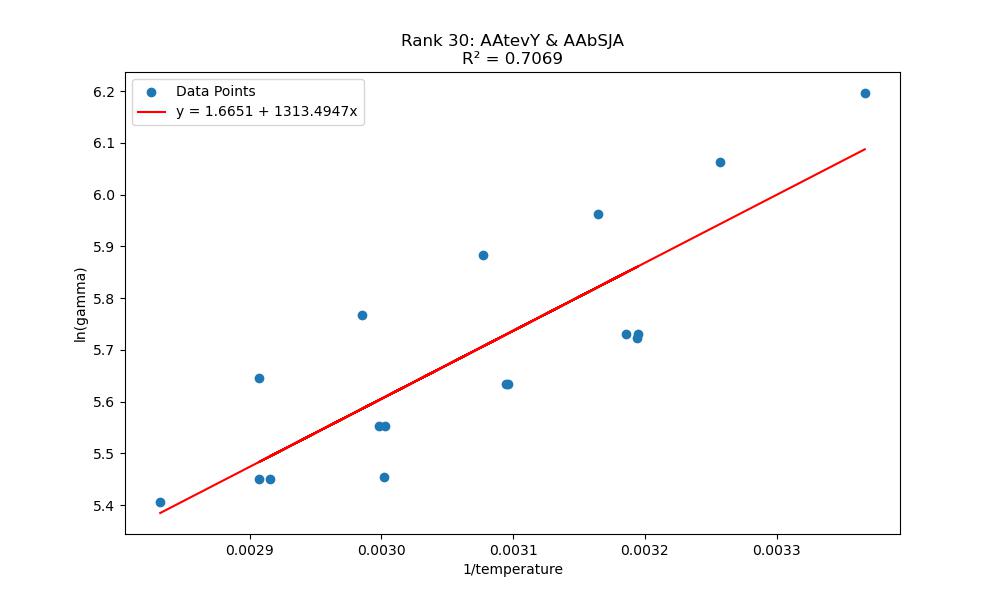 Rank 30: AAtevY & AAbSJA
R² = 0.7069
Data Points
y = 1.6651 + 1313.4947x
6.2
6.1
6.0
5.9
5.8
5.7
5.6
5.5
5.4
ln(gamma)
0.0029 0.0030 0.0031 0.0032 0.0033
1/temperature